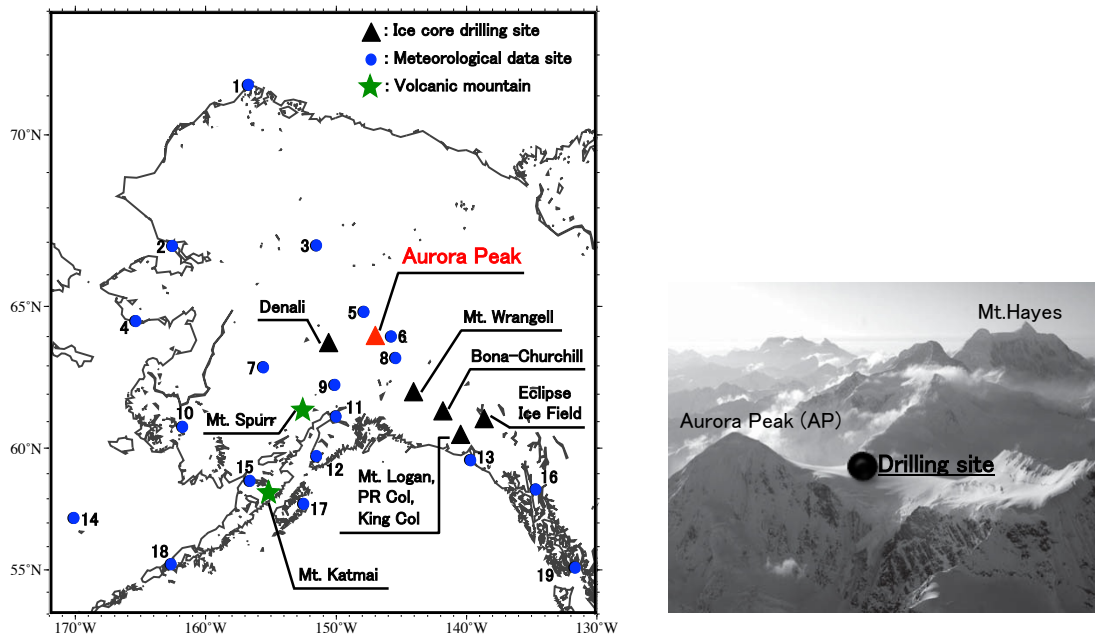 : Ice core drilling site
: Meteorological data site
: Volcanic mountain
1
70°N
2
3
Aurora Peak
65°N
Denali
5
4
6
Mt. Wrangell
8
7
Bona-Churchill
9
Eclipse
Ice Field
10
11
Mt. Spurr
60°N
12
13
Mt. Logan,
PR Col,
King Col
15
16
14
17
18
Mt. Katmai
55°N
19
170°W
160°W
150°W
140°W
130°W
Mt.Hayes
Aurora Peak (AP)
Drilling site